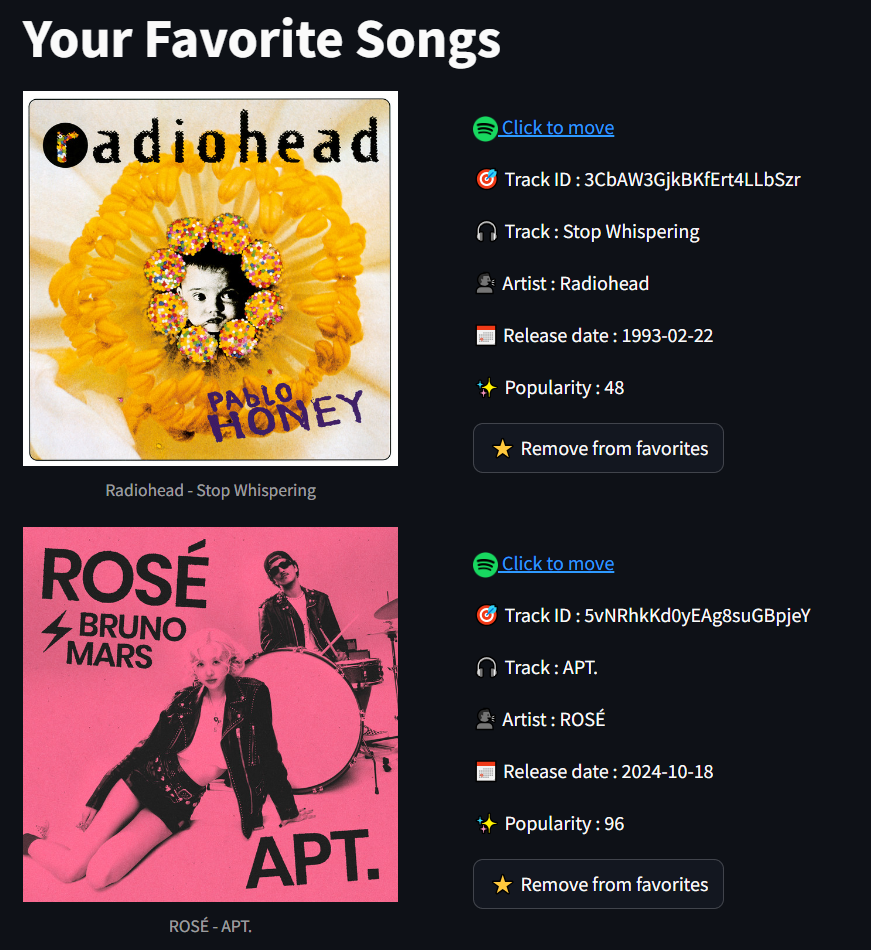 Your Favorite Songs
radiohead
PABLO
HONEY
Click to move
Track ID : 3CbAW3GjkBKfErt4LLbSzr
Track : Stop Whispering
Artist : Radiohead
Release date : 1993-02-22
Popularity : 48
Remove from favorites
Radiohead - Stop Whispering
ROSÉ
BRUNO
MARS
APT.
Click to move
Track ID : 5vNRhkKd0yEAg8suGBpjeY
Track : APT.
Artist : ROSÉ
Release date : 2024-10-18
Popularity : 96
Remove from favorites
ROSÉ - APT.